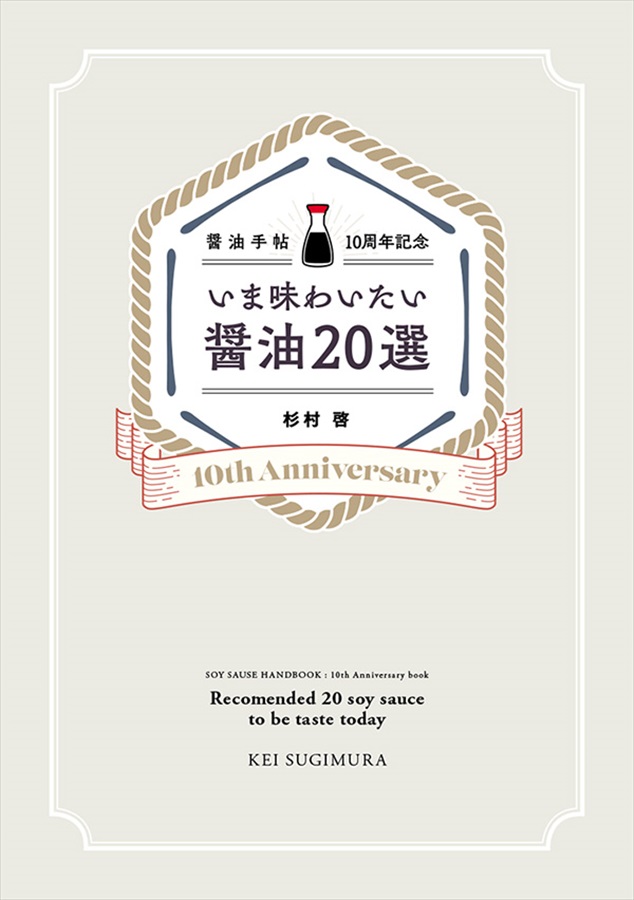 醤油手帖 10周年記念
いま味わいたい
醤油20選
杉村 啓
10th Anniversary
SOY SAUSE HANDBOOK : 10th Anniversary book
Recomended 20 soy sauce
to be taste today
KEI SUGIMURA